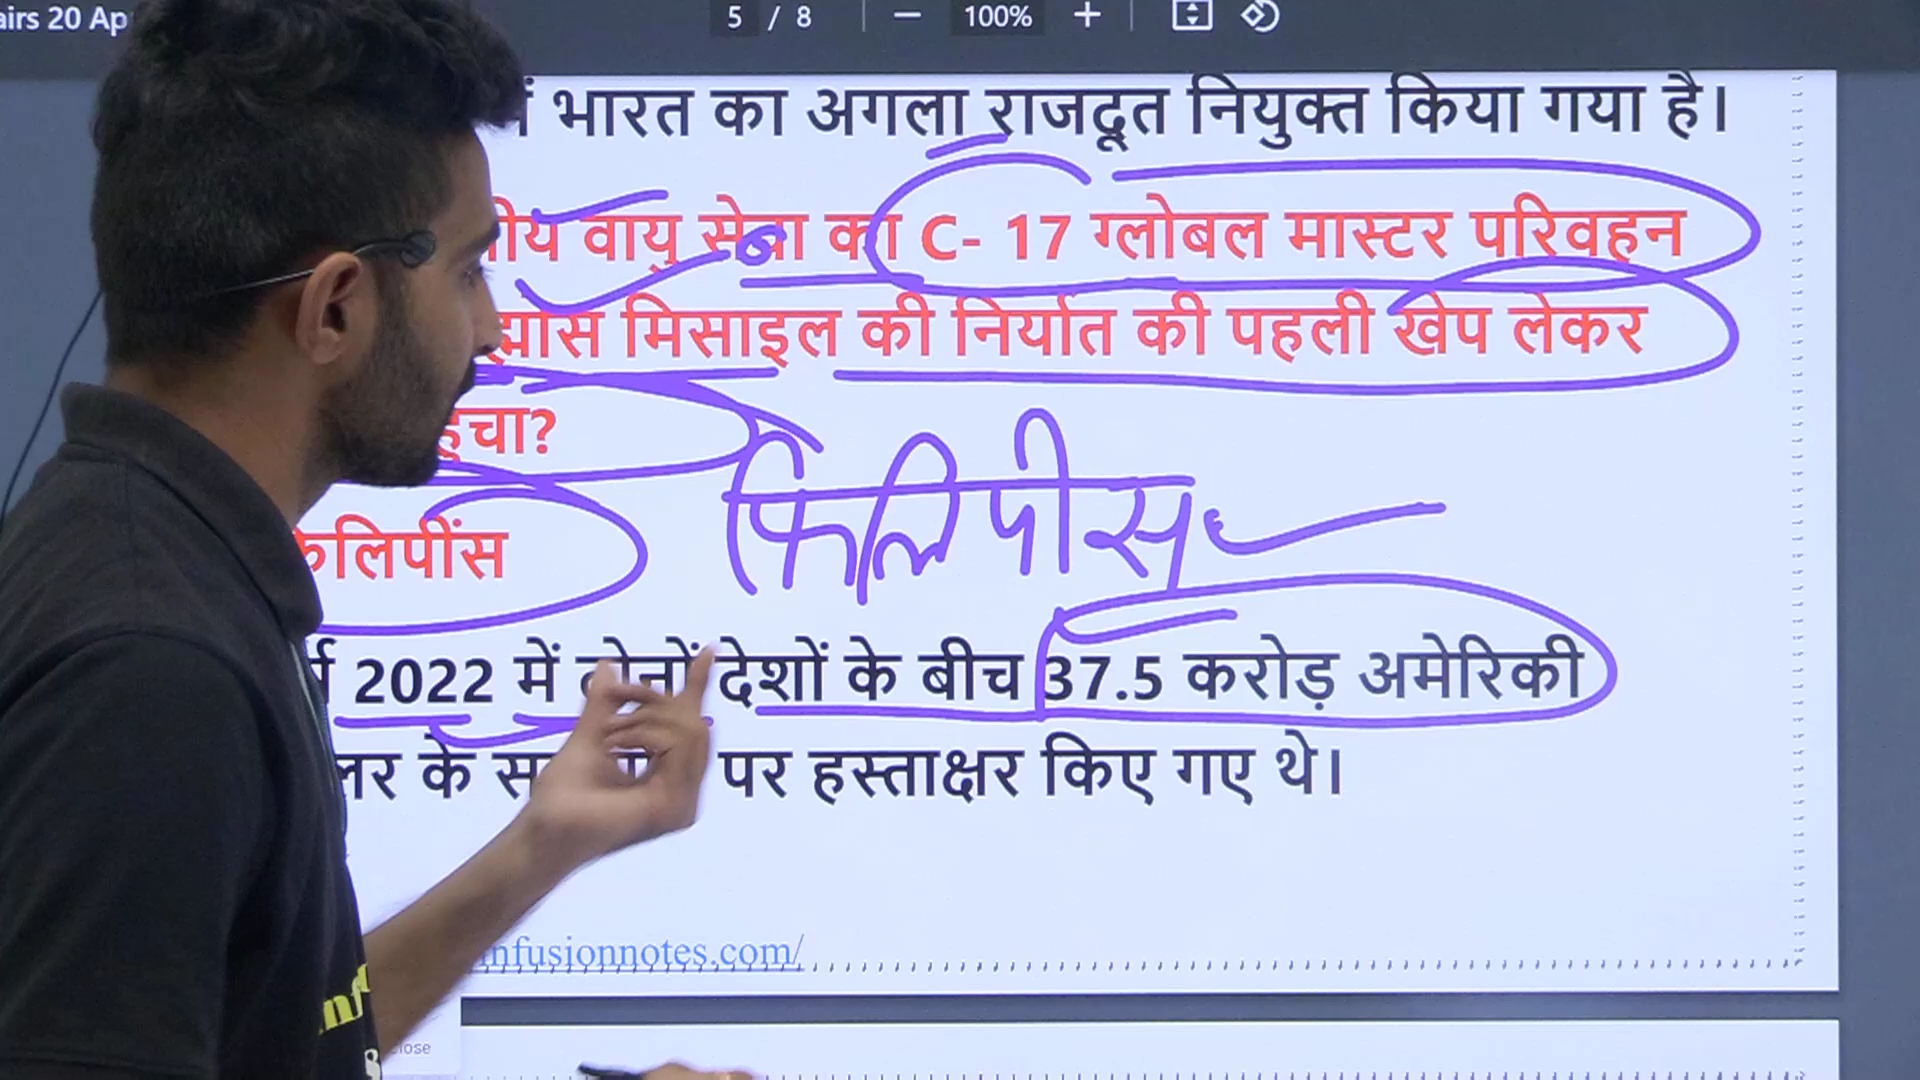 airs 20 Ap
5 / 8
100%
में भारत का अगला राजदूत नियुक्त किया गया है।
वायु सेवा का C- 17 ग्लोबल मास्टर परिवहन
मिसाइल की निर्यात की पहली खेप लेकर
फिलिपीस
2022 में दोनों देशों के बीच 37.5 करोड़ अमेरिकी
के पर हस्ताक्षर किए गए थे।
nfusionnotes.com/